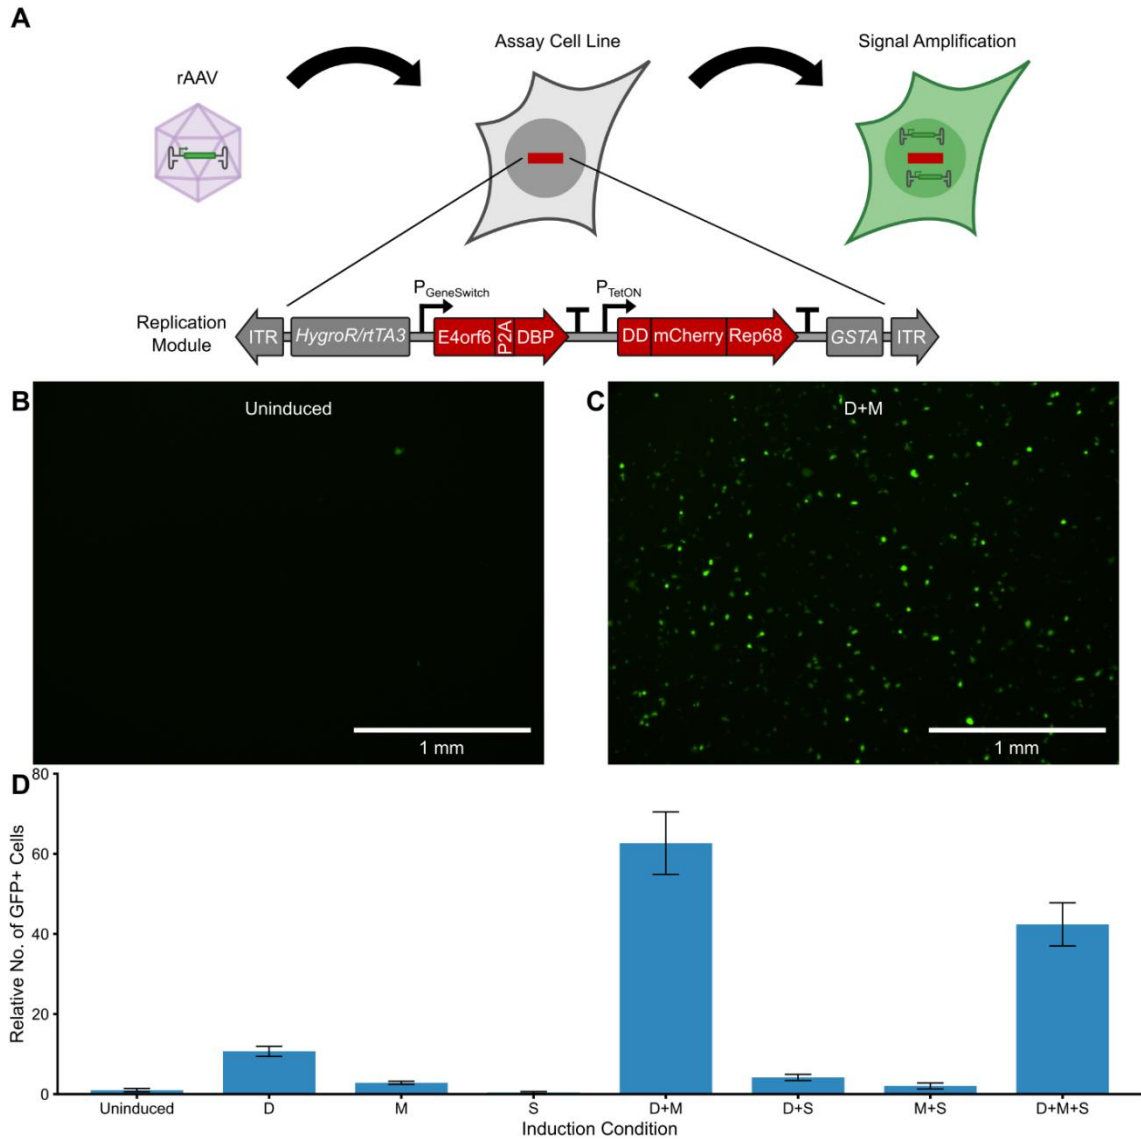 A
rAAV
Assay Cell Line
Signal Amplification
Replication
Module
ITR
HygroR/rtTA3
PGeneSwitch
E4orf6
P2A
DBP
PTetON
DD
mCherry
Rep68
GSTA
ITR
B
Uninduced
1 mm
C
D+M
1 mm
D
Relative No. of GFP+ Cells
80
60
40
20
0
Uninduced
D
M
S
D+M
D+S
M+S
D+M+S
Induction Condition